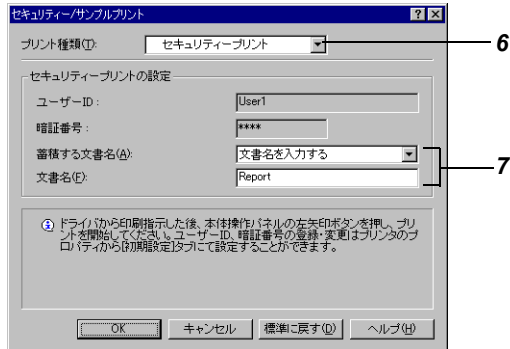 セキュリティー/サンプルプリント
プリント種類(T): セキュリティープリント 6
セキュリティープリントの設定
ユーザーID : User1
暗証番号 : ****
蓄積する文書名(A): 文書名を入力する
7
文書名(F): Report
ドライバから印刷指示した後、本体操作パネルの左矢印ボタンを押し、プリ
ントを開始してください。ユーザーID、暗証番号の登録・変更はプリンタのプ
ロパティから[初期設定]タブにて設定することができます。
OK キャンセル 標準に戻す(D) ヘルプ(H)